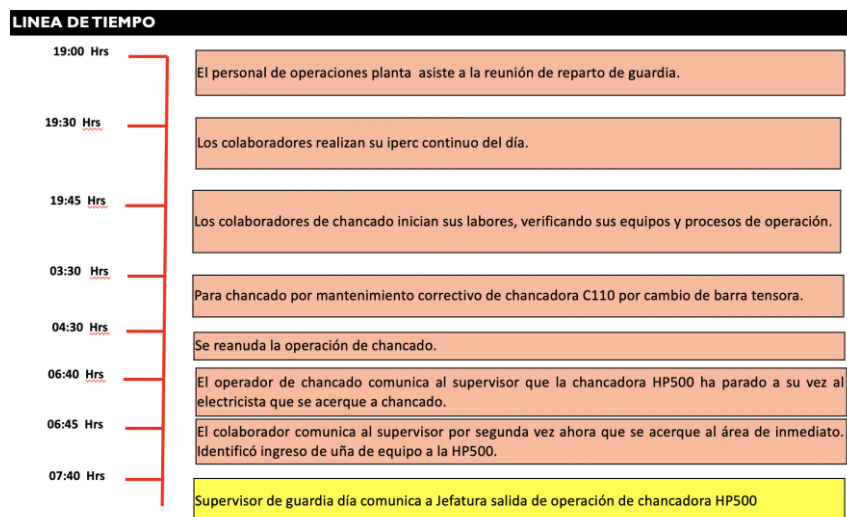 LINEA DE TIEMPO
19:00 Hrs
El personal de operaciones planta asiste a la reunión de reparto de guardia.
19:30 Hrs
Los colaboradores realizan su iperc continuo del día.
19:45 Hrs
Los colaboradores de chancado inician sus labores, verificando sus equipos y procesos de operación.
03:30 Hrs
Para chancado por mantenimiento correctivo de chancadora C110 por cambio de barra tensora.
04:30 Hrs
Se reanuda la operación de chancado.
06:40 Hrs
El operador de chancado comunica al supervisor que la chancadora HP500 ha parado a su vez al
electricista que se acerque a chancado.
06:45 Hrs
El colaborador comunica al supervisor por segunda vez ahora que se acerque al área de inmediato.
Identificó ingreso de uña de equipo a la HP500.
07:40 Hrs
Supervisor de guardia día comunica a Jefatura salida de operación de chancadora HP500